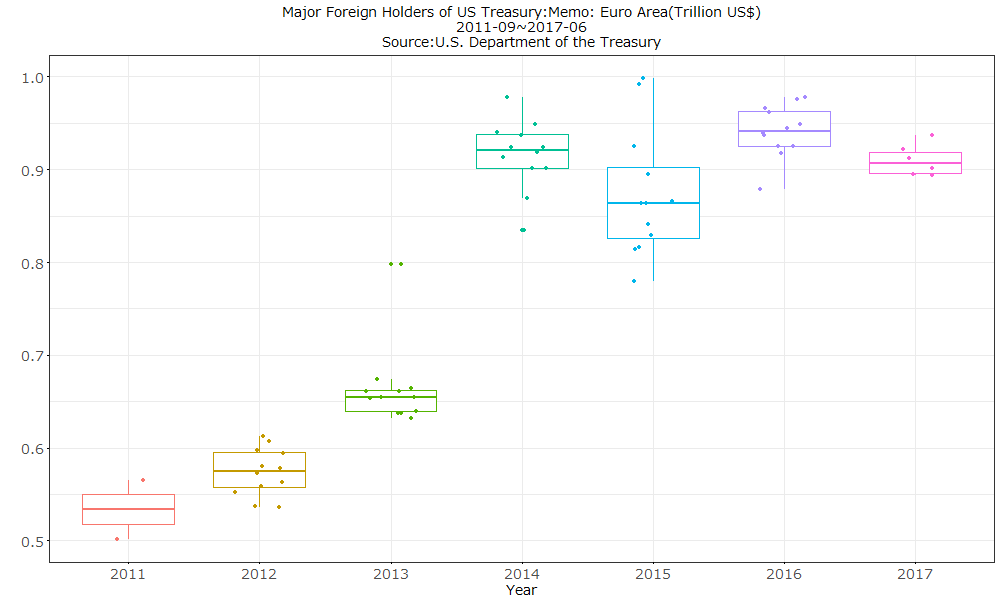 Major Foreign Holders of US Treasury:Memo: Euro Area(Trillion US$)
2011-09~2017-06
Source:U.S. Department of the Treasury
1.0
0.9
0.8
0.7
0.6
0.5
2011 2012 2013 2014 2015 2016 2017
Year